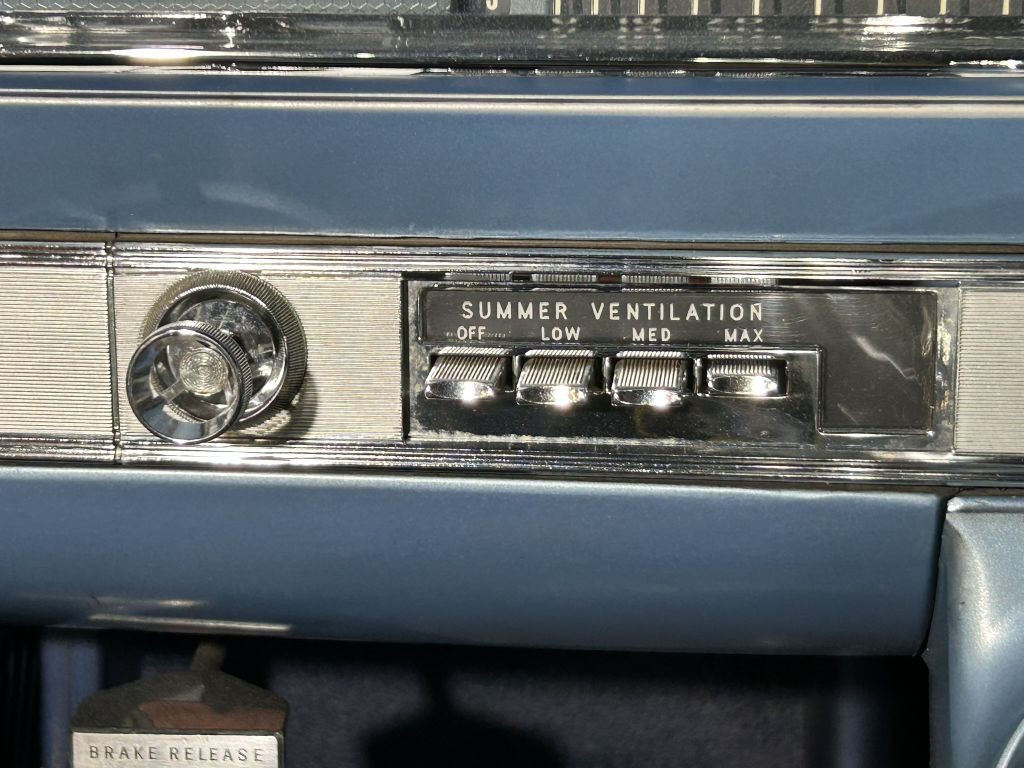 SUMMER VENTILATION
OFF LOW MED MAX
BRAKE RELEASE